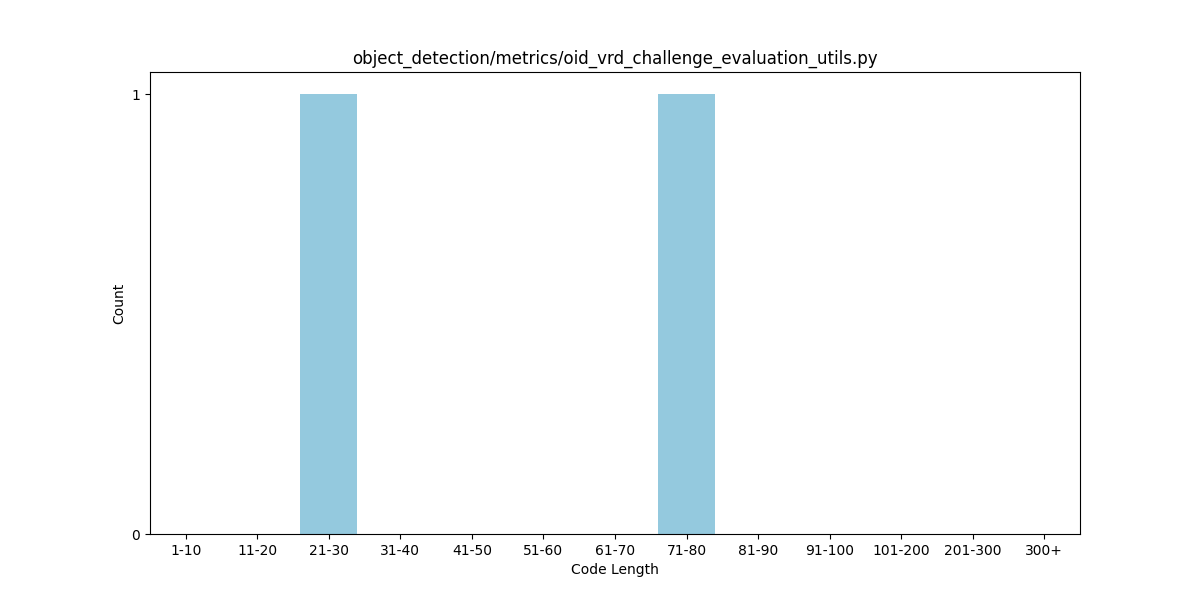 object_detection/metrics/oid_vrd_challenge_evaluation_utils.py
1
Count
0
1-10 11-20 21-30 31-40 41-50 51-60 61-70 71-80 81-90 91-100 101-200 201-300 300+
Code Length